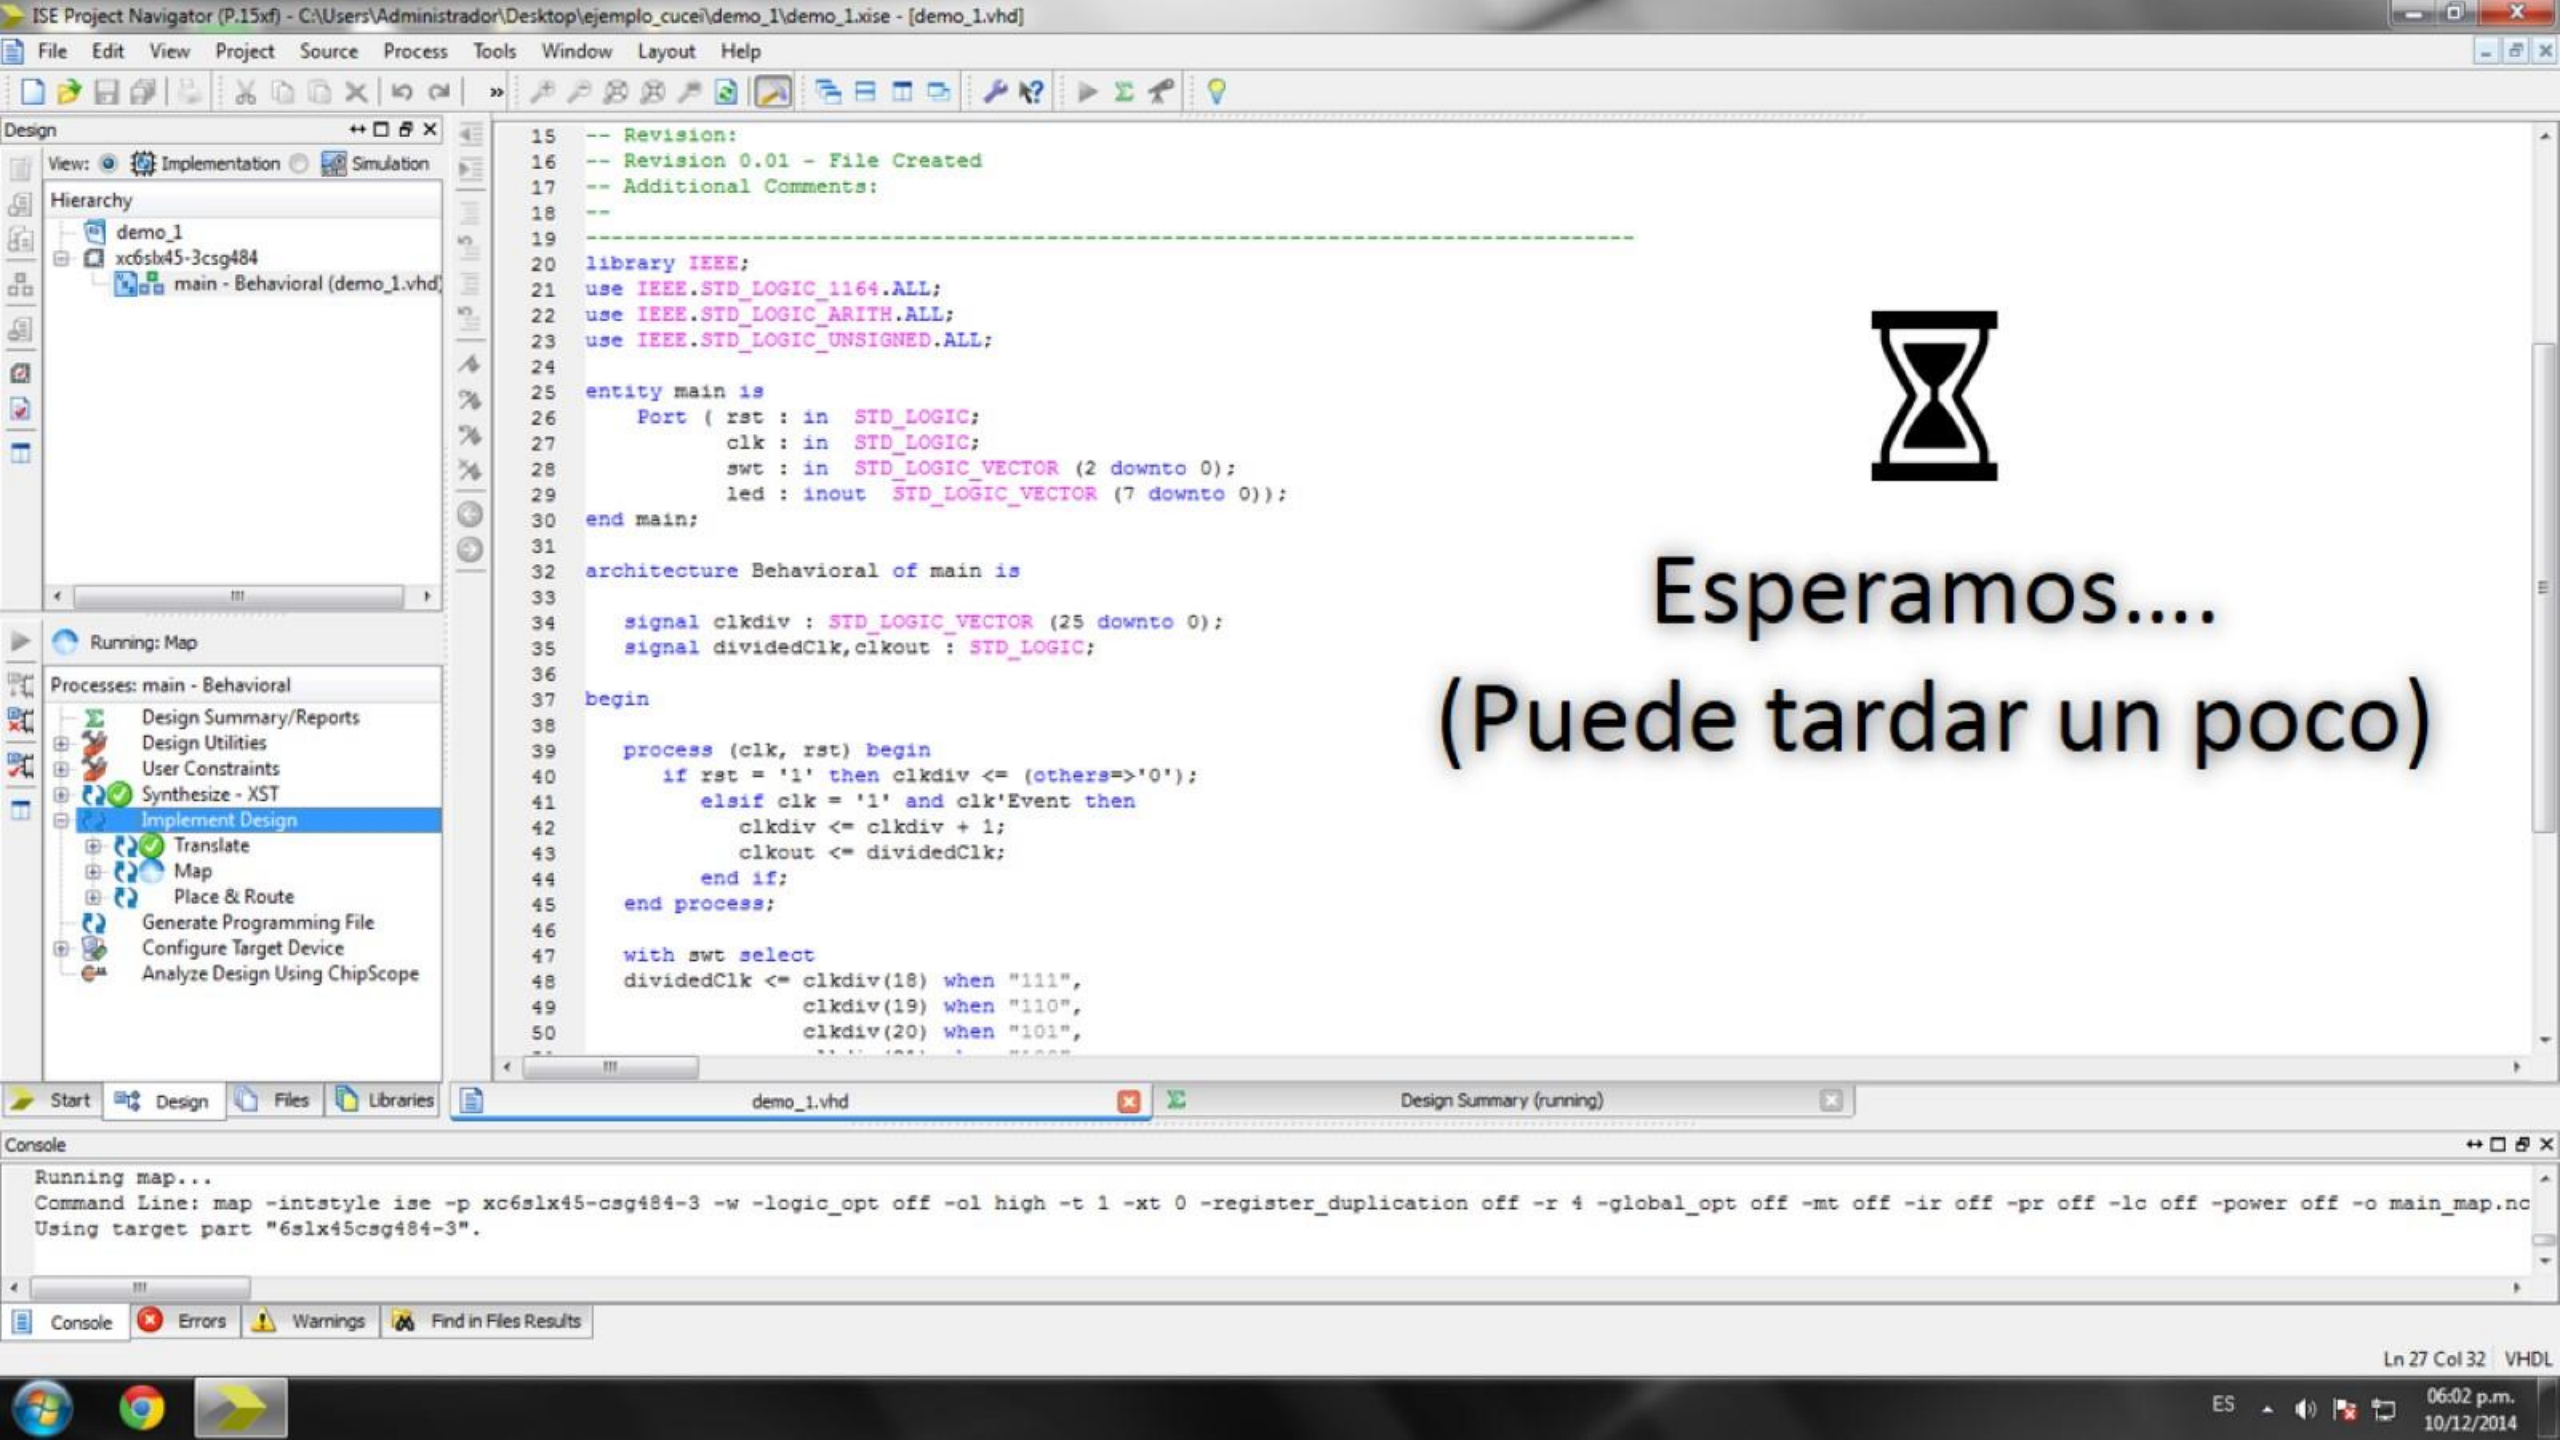 ISE Project Navigator (P.15xf) - C:\Users\Administrador\Desktop\ejemplo_cucei\demo_1\demo_1.xise - [demo_1.vhd]
File Edit View Project Source Process Tools Window Layout Help
Design
View: Implementation Simulation
Hierarchy
demo_1
xc6slx45-3csg484
main - Behavioral (demo_1.vhd)
Running: Map
Processes: main - Behavioral
Design Summary/Reports
Design Utilities
User Constraints
Synthesize - XST
Implement Design
Translate
Map
Place & Route
Generate Programming File
Configure Target Device
Analyze Design Using ChipScope
Start Design Files Libraries
15 -- Revision:
16 -- Revision 0.01 - File Created
17 -- Additional Comments:
18 --
19 ----------------------------------------------------------------------------------
20 library IEEE;
21 use IEEE.STD_LOGIC_1164.ALL;
22 use IEEE.STD_LOGIC_ARITH.ALL;
23 use IEEE.STD_LOGIC_UNSIGNED.ALL;
24
25 entity main is
26 Port ( rst : in STD_LOGIC;
27 clk : in STD_LOGIC;
28 swt : in STD_LOGIC_VECTOR (2 downto 0);
29 led : inout STD_LOGIC_VECTOR (7 downto 0));
30 end main;
31
32 architecture Behavioral of main is
33
34 signal clkdiv : STD_LOGIC_VECTOR (25 downto 0);
35 signal dividedClk,clkout : STD_LOGIC;
36
37 begin
38
39 process (clk, rst) begin
40 if rst = '1' then clkdiv <= (others=>'0');
41 elsif clk = '1' and clk'Event then
42 clkdiv <= clkdiv + 1;
43 clkout <= dividedClk;
44 end if;
45 end process;
46
47 with swt select
48 dividedClk <= clkdiv(18) when "111",
49 clkdiv(19) when "110",
50 clkdiv(20) when "101",
Esperamos....
(Puede tardar un poco)
demo_1.vhd Design Summary (running)
Console
Running map...
Command Line: map -intstyle ise -p xc6slx45-csg484-3 -w -logic_opt off -ol high -t 1 -xt 0 -register_duplication off -r 4 -global_opt off -mt off -ir off -pr off -lc off -power off -o main_map.nc
Using target part "6slx45csg484-3".
Console Errors Warnings Find in Files Results
Ln 27 Col 32 VHDL
ES
06:02 p.m.
10/12/2014